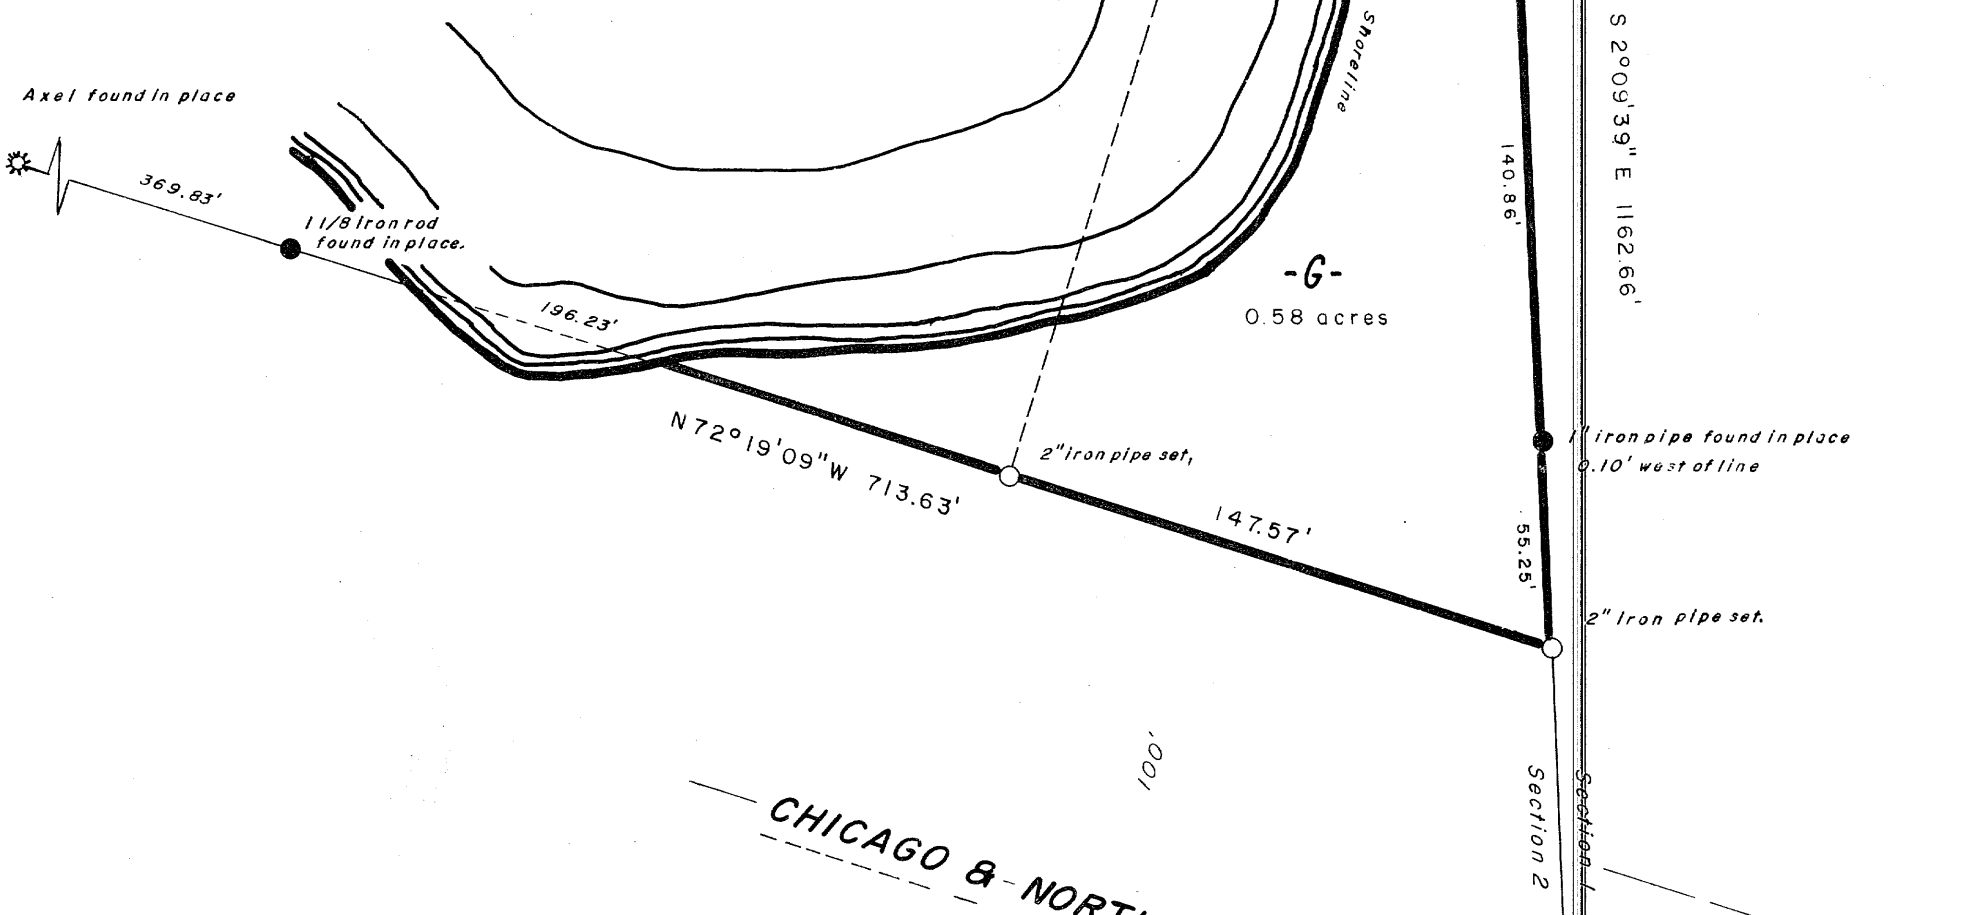 Shoreline
S 2°09'39" E 1162.66'
Axel found in place
369.83'
1 1/8 iron rod
found in place.
140.86'
-G-
0.58 acres
196.23'
N 72°19'09" W 713.63'
2" iron pipe set,
1" iron pipe found in place
0.10' west of line
147.57'
55.25'
2" Iron pipe set.
100'
Section 2
Section 1
CHICAGO & NORTH